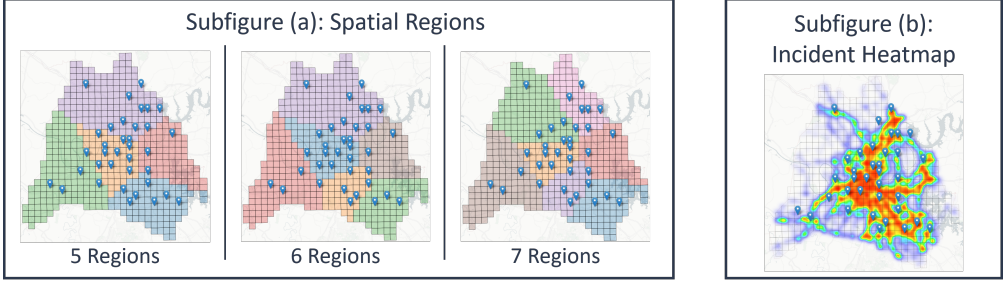 Subfigure (a): Spatial Regions
5 Regions
6 Regions
7 Regions
Subfigure (b):
Incident Heatmap